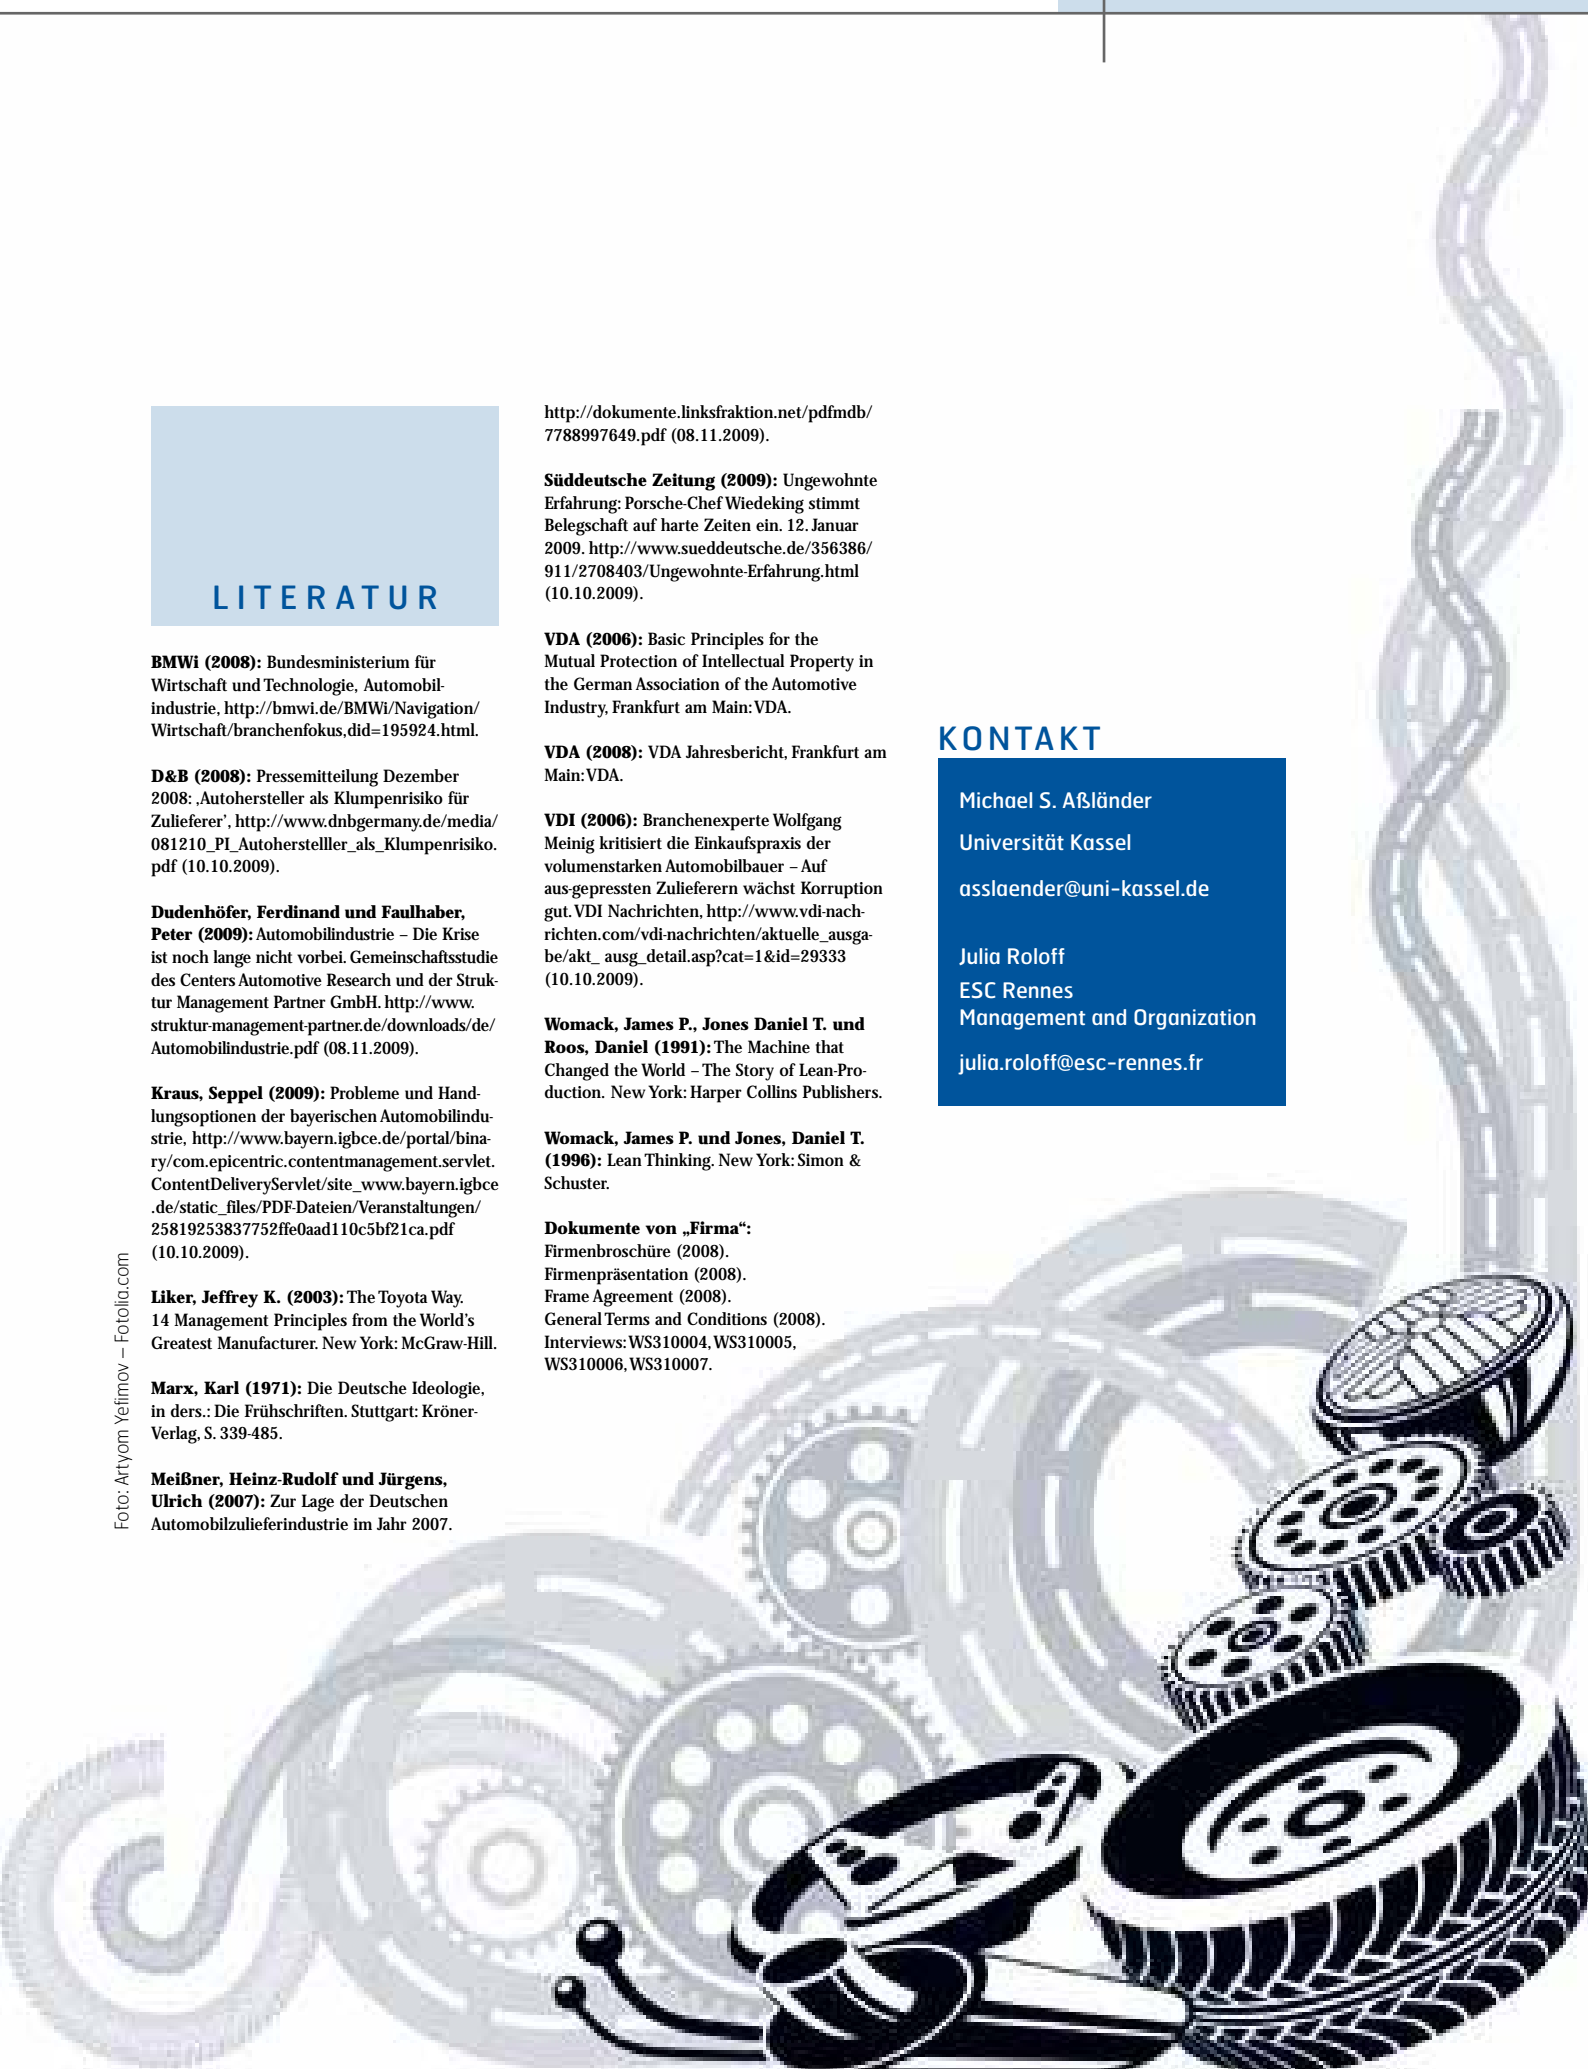 LITERATUR
BMWi (2008): Bundesministerium für
Wirtschaft und Technologie, Automobil-
industrie, http://bmwi.de/BMWi/Navigation/
Wirtschaft/branchenfokus,did=195924.html.
D&B (2008): Pressemitteilung Dezember
2008: ‚Autohersteller als Klumpenrisiko für
Zulieferer’, http://www.dnbgermany.de/media/
081210_PI_Autoherstelller_als_Klumpenrisiko.
pdf (10.10.2009).
Dudenhöfer, Ferdinand und Faulhaber,
Peter (2009): Automobilindustrie – Die Krise
ist noch lange nicht vorbei. Gemeinschaftsstudie
des Centers Automotive Research und der Struk-
tur Management Partner GmbH. http://www.
struktur-management-partner.de/downloads/de/
Automobilindustrie.pdf (08.11.2009).
Kraus, Seppel (2009): Probleme und Hand-
lungsoptionen der bayerischen Automobilindu-
strie, http://www.bayern.igbce.de/portal/bina-
ry/com.epicentric.contentmanagement.servlet.
ContentDeliveryServlet/site_www.bayern.igbce
.de/static_files/PDF-Dateien/Veranstaltungen/
25819253837752ffe0aad110c5bf21ca.pdf
(10.10.2009).
Liker, Jeffrey K. (2003): The Toyota Way.
14 Management Principles from the World’s
Greatest Manufacturer. New York: McGraw-Hill.
Marx, Karl (1971): Die Deutsche Ideologie,
in ders.: Die Frühschriften. Stuttgart: Kröner-
Verlag, S. 339-485.
Meißner, Heinz-Rudolf und Jürgens,
Ulrich (2007): Zur Lage der Deutschen
Automobilzulieferindustrie im Jahr 2007.
http://dokumente.linksfraktion.net/pdfmdb/
7788997649.pdf (08.11.2009).
Süddeutsche Zeitung (2009): Ungewohnte
Erfahrung: Porsche-Chef Wiedeking stimmt
Belegschaft auf harte Zeiten ein. 12. Januar
2009. http://www.sueddeutsche.de/356386/
911/2708403/Ungewohnte-Erfahrung.html
(10.10.2009).
VDA (2006): Basic Principles for the
Mutual Protection of Intellectual Property in
the German Association of the Automotive
Industry, Frankfurt am Main: VDA.
VDA (2008): VDA Jahresbericht, Frankfurt am
Main: VDA.
VDI (2006): Branchenexperte Wolfgang
Meinig kritisiert die Einkaufspraxis der
volumenstarken Automobilbauer – Auf
aus-gepressten Zulieferern wächst Korruption
gut. VDI Nachrichten, http://www.vdi-nach-
richten.com/vdi-nachrichten/aktuelle_ausga-
be/akt_ ausg_detail.asp?cat=1&id=29333
(10.10.2009).
Womack, James P., Jones Daniel T. und
Roos, Daniel (1991): The Machine that
Changed the World – The Story of Lean-Pro-
duction. New York: Harper Collins Publishers.
Womack, James P. und Jones, Daniel T.
(1996): Lean Thinking. New York: Simon &
Schuster.
Dokumente von „Firma“:
Firmenbroschüre (2008).
Firmenpräsentation (2008).
Frame Agreement (2008).
General Terms and Conditions (2008).
Interviews: WS310004, WS310005,
WS310006, WS310007.
KONTAKT
Michael S. Aßländer
Universität Kassel
asslaender@uni-kassel.de
Julia Roloff
ESC Rennes
Management and Organization
julia.roloff@esc-rennes.fr
Foto: Artyom Yefimov – Fotolia.com